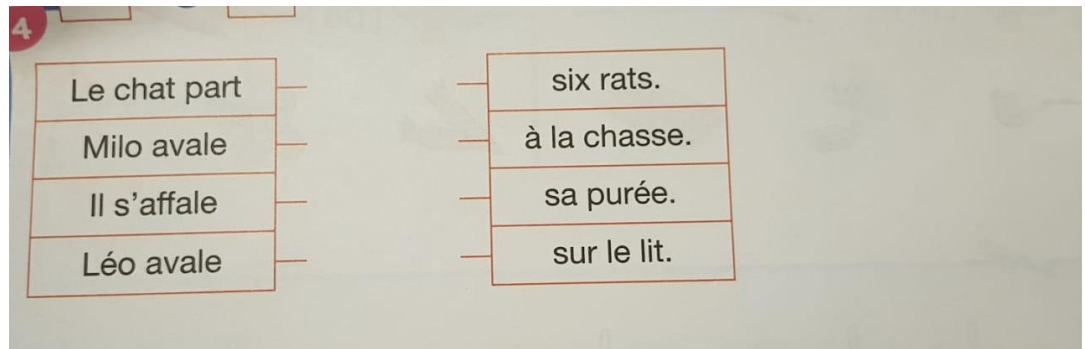 4
Le chat part
Milo avale
Il s'affale
Léo avale
six rats.
à la chasse.
sa purée.
sur le lit.